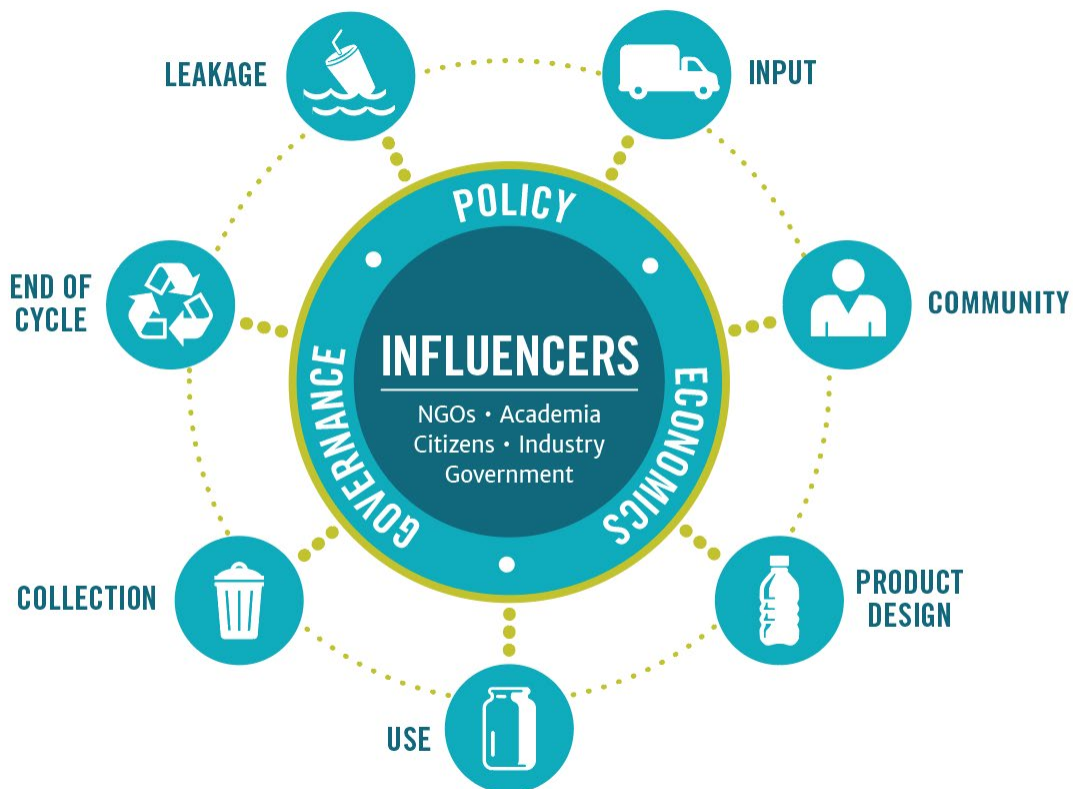 LEAKAGE
INPUT
POLICY
END OF
CYCLE
COMMUNITY
INFLUENCERS
NGOs • Academia
Citizens • Industry
Government
GOVERNANCE
ECONOMICS
COLLECTION
PRODUCT
DESIGN
USE